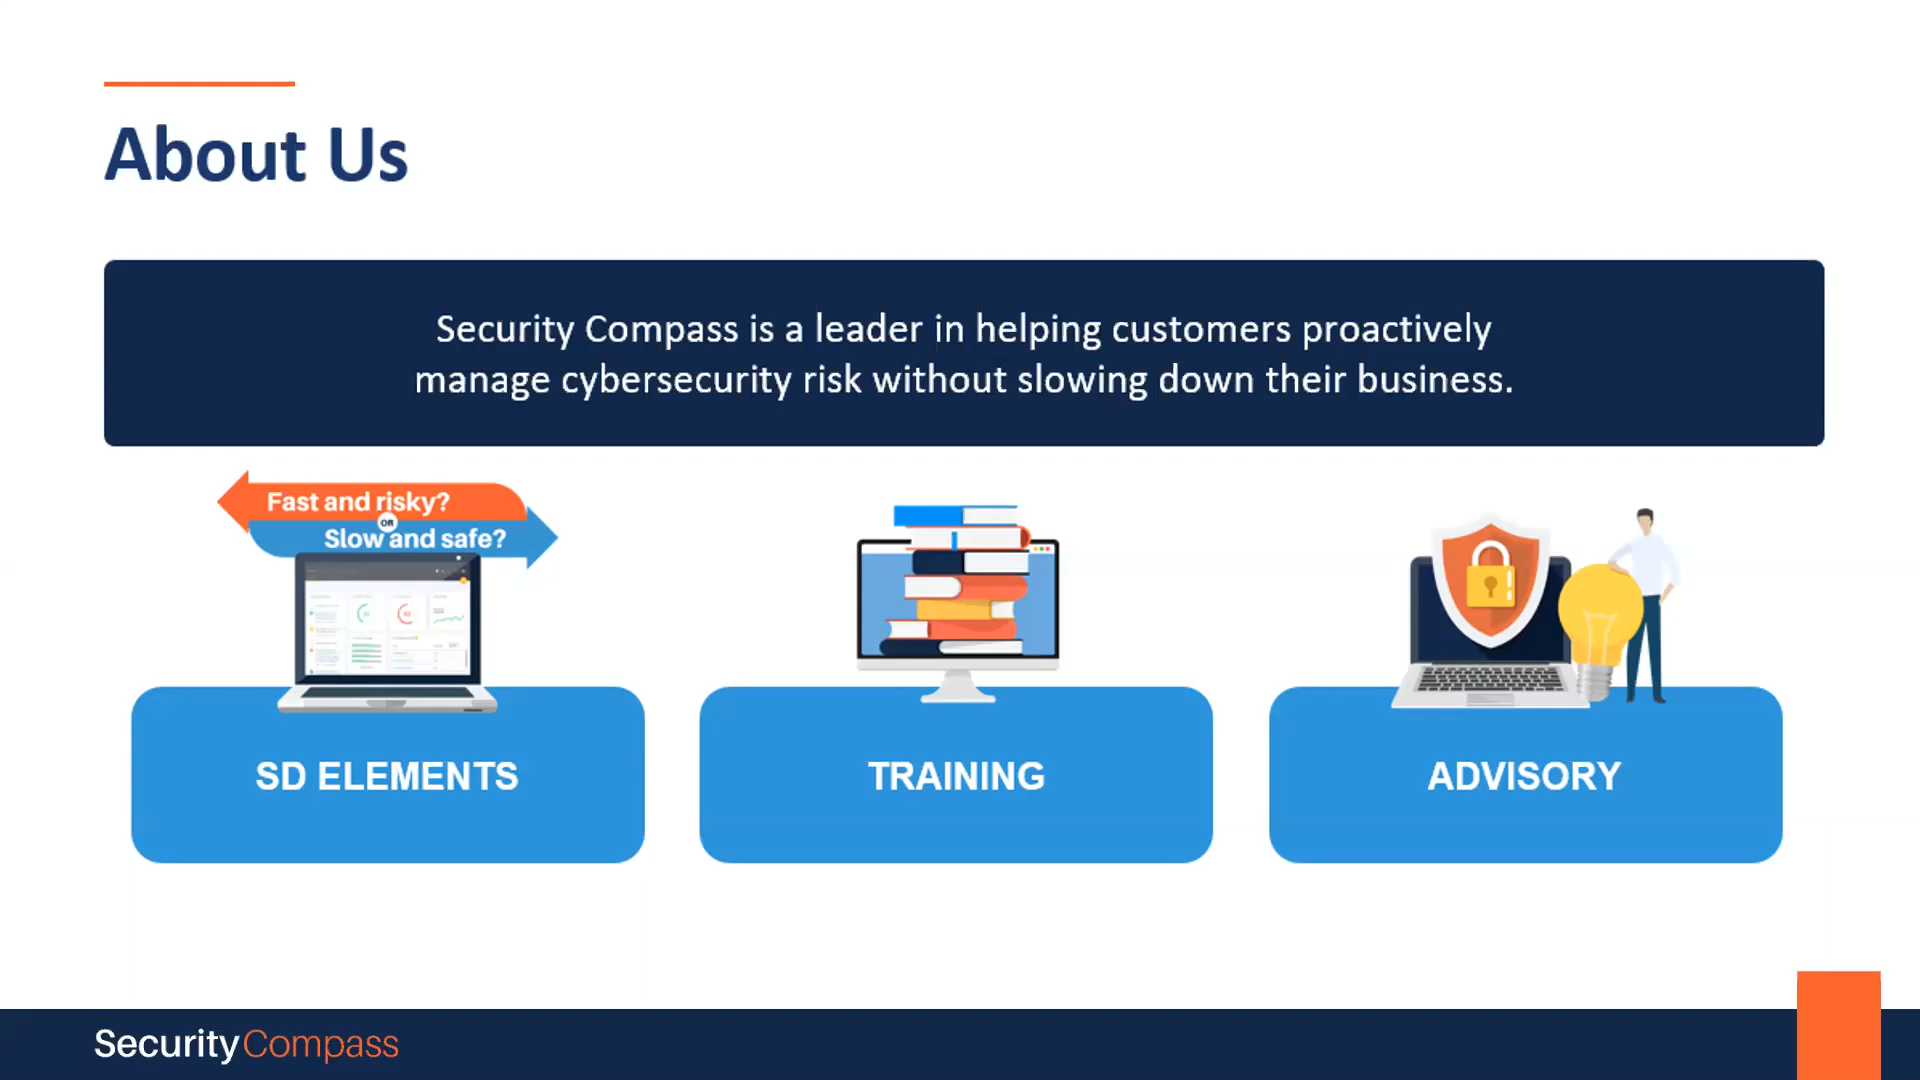 About Us
Security Compass is a leader in helping customers proactively
manage cybersecurity risk without slowing down their business.
Fast and risky?
OR
Slow and safe?
SD ELEMENTS
TRAINING
ADVISORY
SecurityCompass